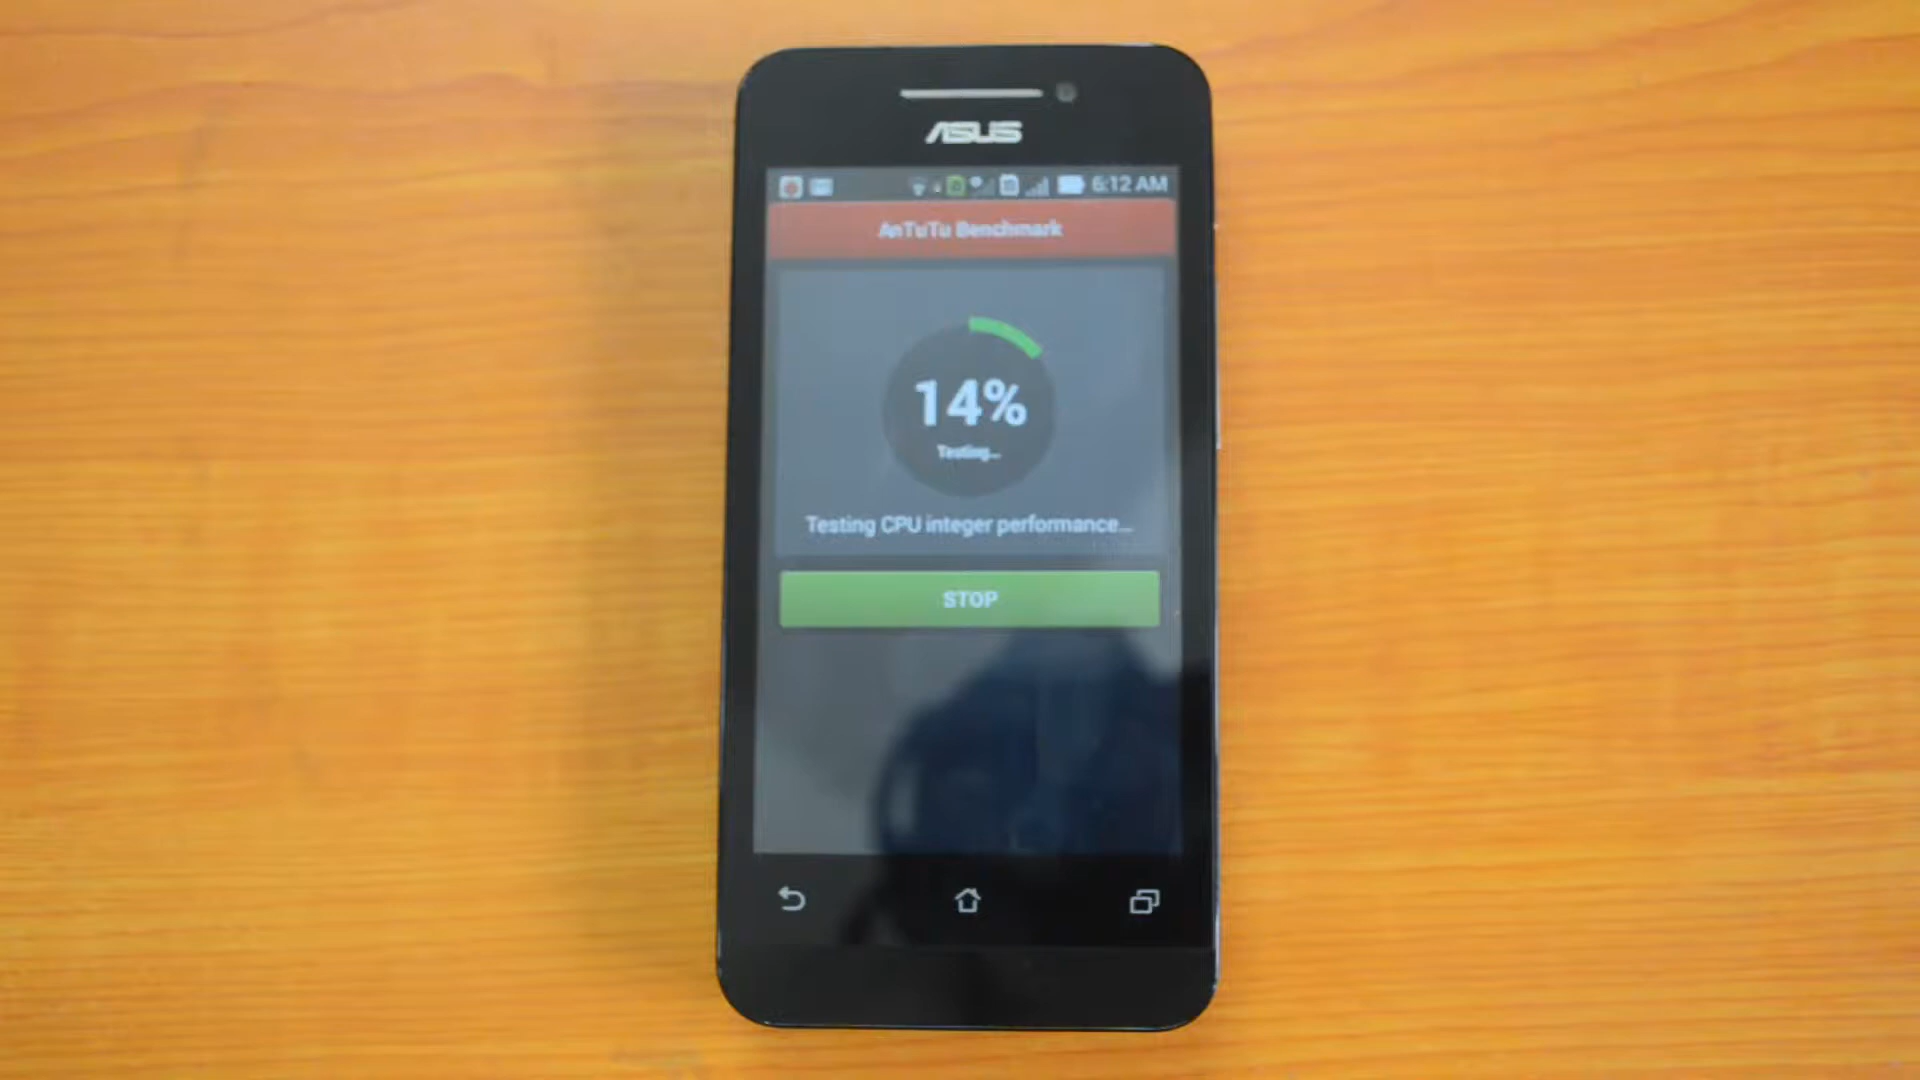 ASUS
6:12 AM
AnTuTu Benchmark
14%
Testing...
Testing CPU integer performance...
STOP